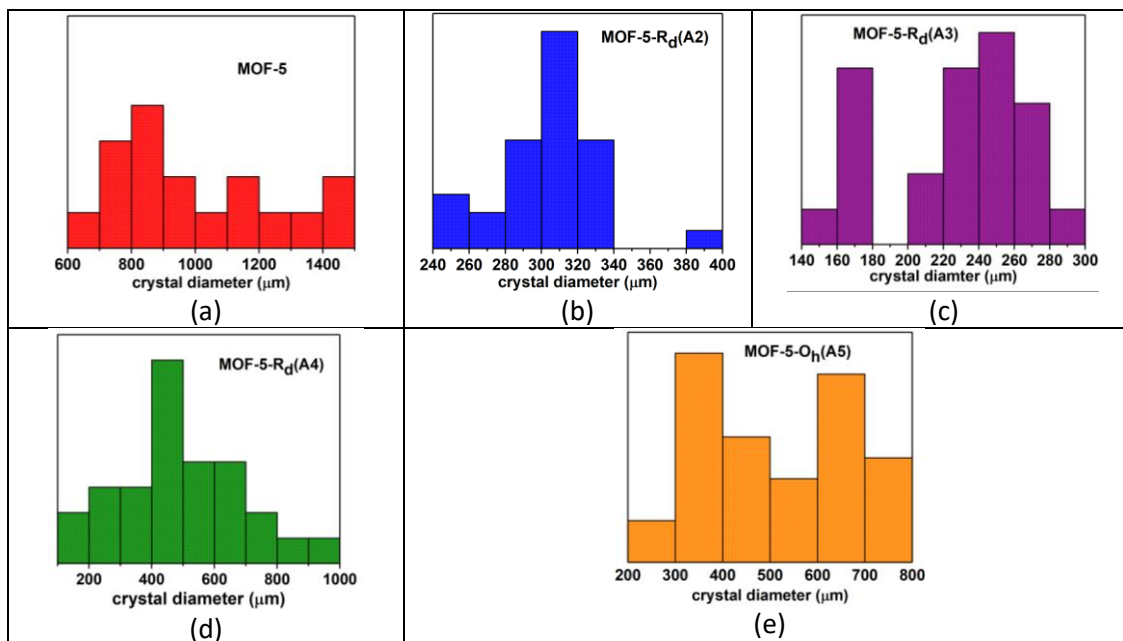 MOF-5
600 800 1000 1200 1400
crystal diameter (μm)
(a)
MOF-5-Rd(A2)
240 260 280 300 320 340 360 380 400
crystal diameter (μm)
(b)
MOF-5-Rd(A3)
140 160 180 200 220 240 260 280 300
crystal diamter (μm)
(c)
MOF-5-Rd(A4)
200 400 600 800 1000
crystal diameter (μm)
(d)
MOF-5-Oh(A5)
200 300 400 500 600 700 800
crystal diameter (μm)
(e)